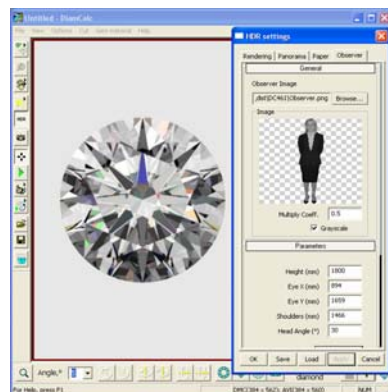 Untitled - DiamCalc
File View Options Cut Save material Help
HDR
Angle,°
For Help, press F1
NUM
HDR settings
Rendering Panorama Paper Observer
General
Observer Image
Browse...
Image
Multiply Coeff. 0.5
Grayscale
Parameters
Height (mm) 1800
Eye X (mm) 894
Eye Y (mm) 1659
Shoulders (mm) 1466
Head Angle (°) 30
OK Save Load Apply Cancel
diamond